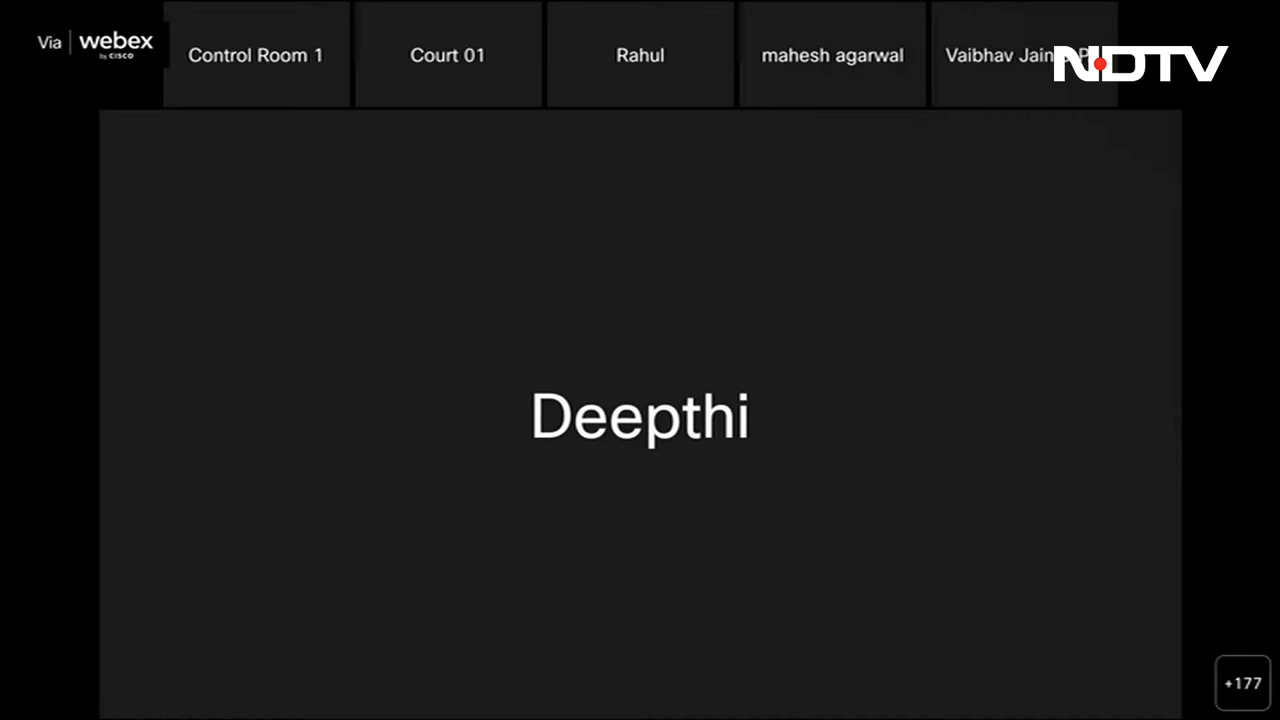 Via webex
by CISCO
Control Room 1
Court 01
Rahul
mahesh agarwal
Vaibhav Jain
NDTV
Deepthi
+177